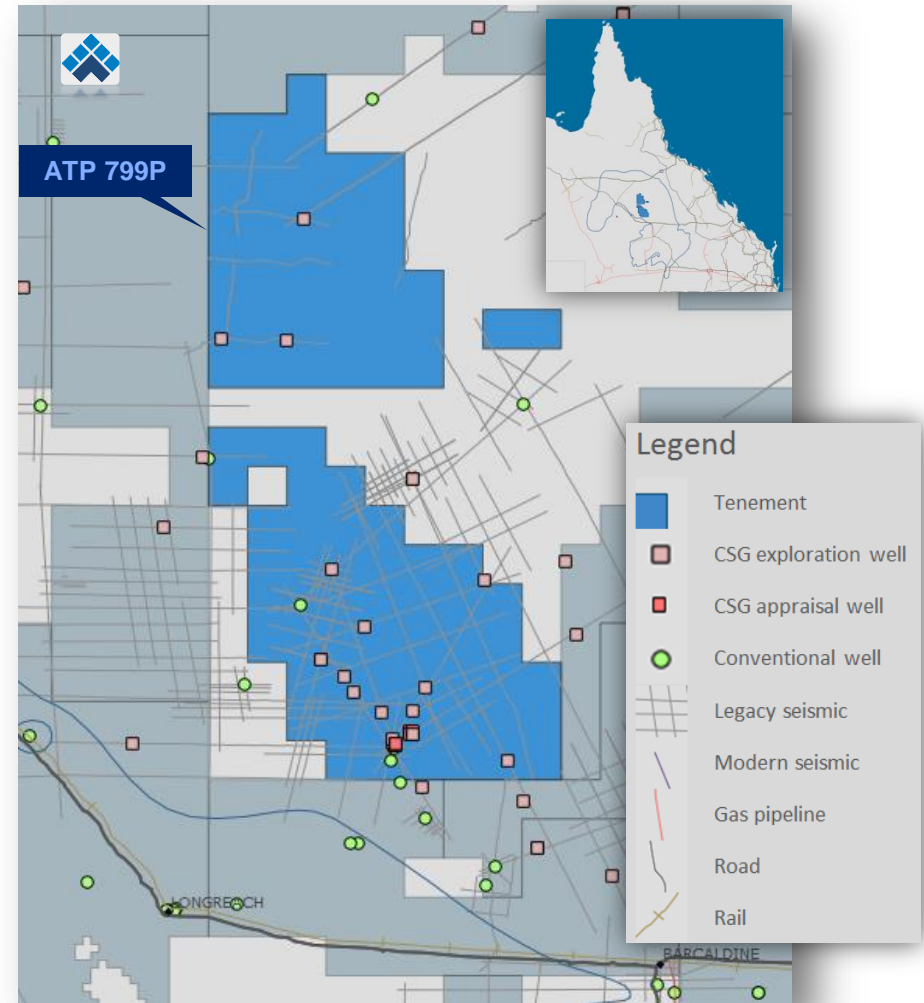 ATP 799P
Legend
Tenement
CSG exploration well
CSG appraisal well
Conventional well
Legacy seismic
Modern seismic
Gas pipeline
Road
Rail
LONGREACH
BARCALDINE